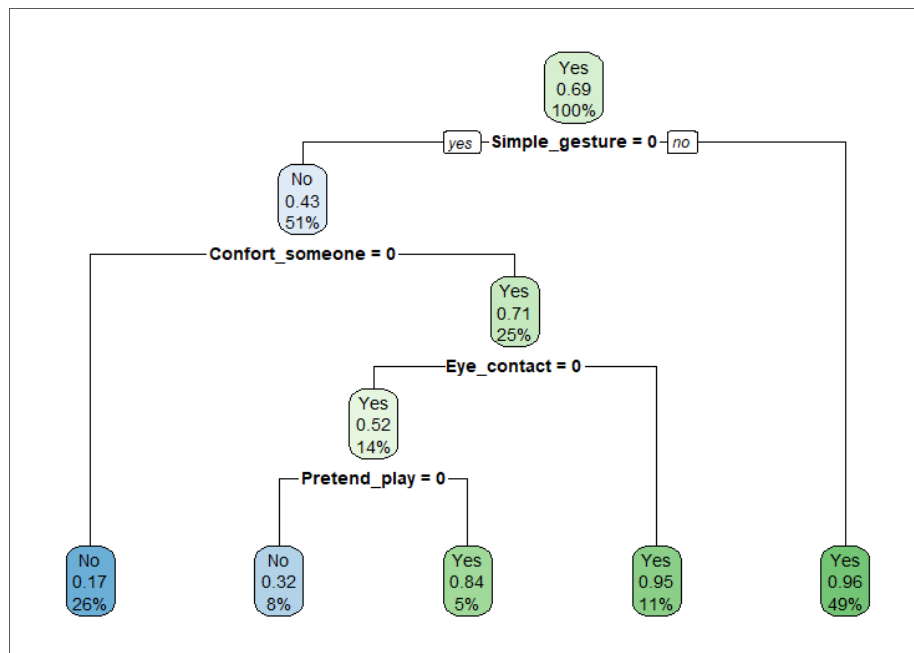 Yes
0.69
100%
yes Simple_gesture = 0 no
No
0.43
51%
Confort_someone = 0
Yes
0.71
25%
Eye_contact = 0
Yes
0.52
14%
Pretend_play = 0
No
0.17
26%
No
0.32
8%
Yes
0.84
5%
Yes
0.95
11%
Yes
0.96
49%